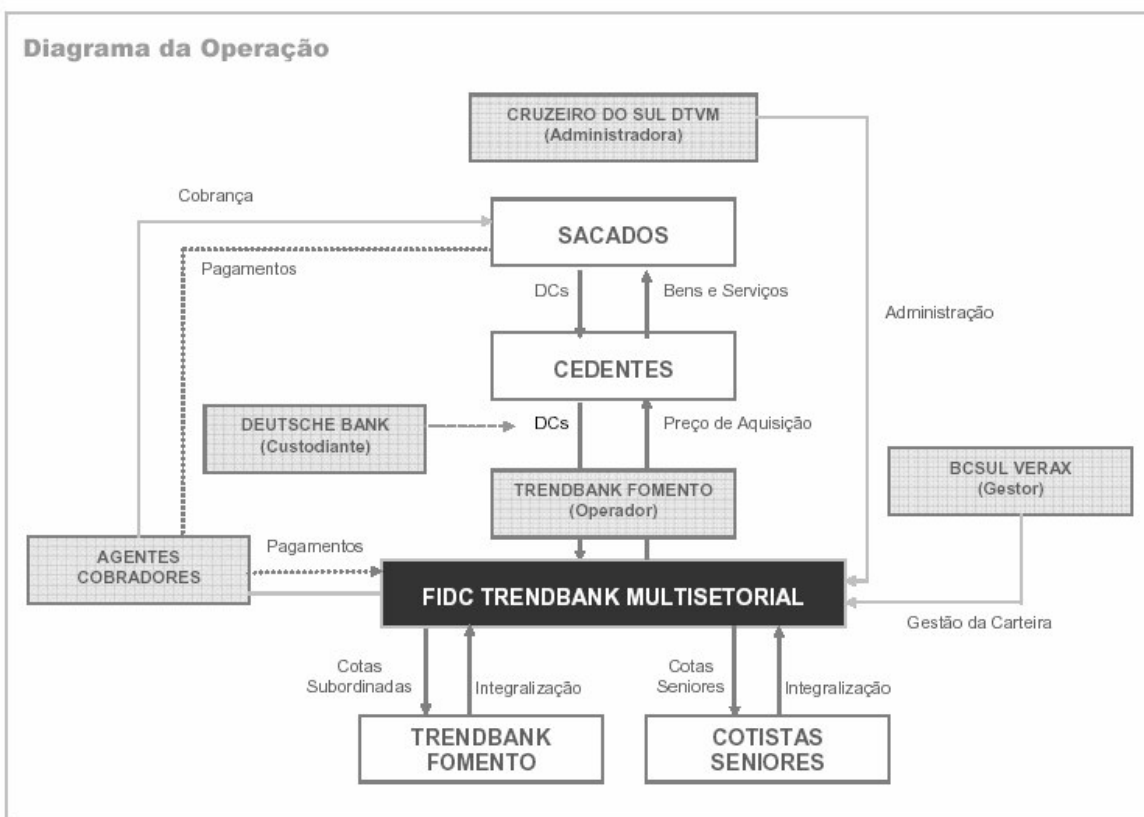 Diagrama da Operação
CRUZEIRO DO SUL DTVM
(Administradora)
Cobrança
SACADOS
Pagamentos
DCs
Bens e Serviços
Administração
CEDENTES
DEUTSCHE BANK
(Custodiante)
DCs
Preço de Aquisição
TRENDBANK FOMENTO
(Operador)
BCSUL VERAX
(Gestor)
AGENTES
COBRADORES
Pagamentos
FIDC TRENDBANK MULTISETORIAL
Gestão da Carteira
Cotas
Subordinadas
Integralização
Cotas
Seniores
Integralização
TRENDBANK
FOMENTO
COTISTAS
SENIORES